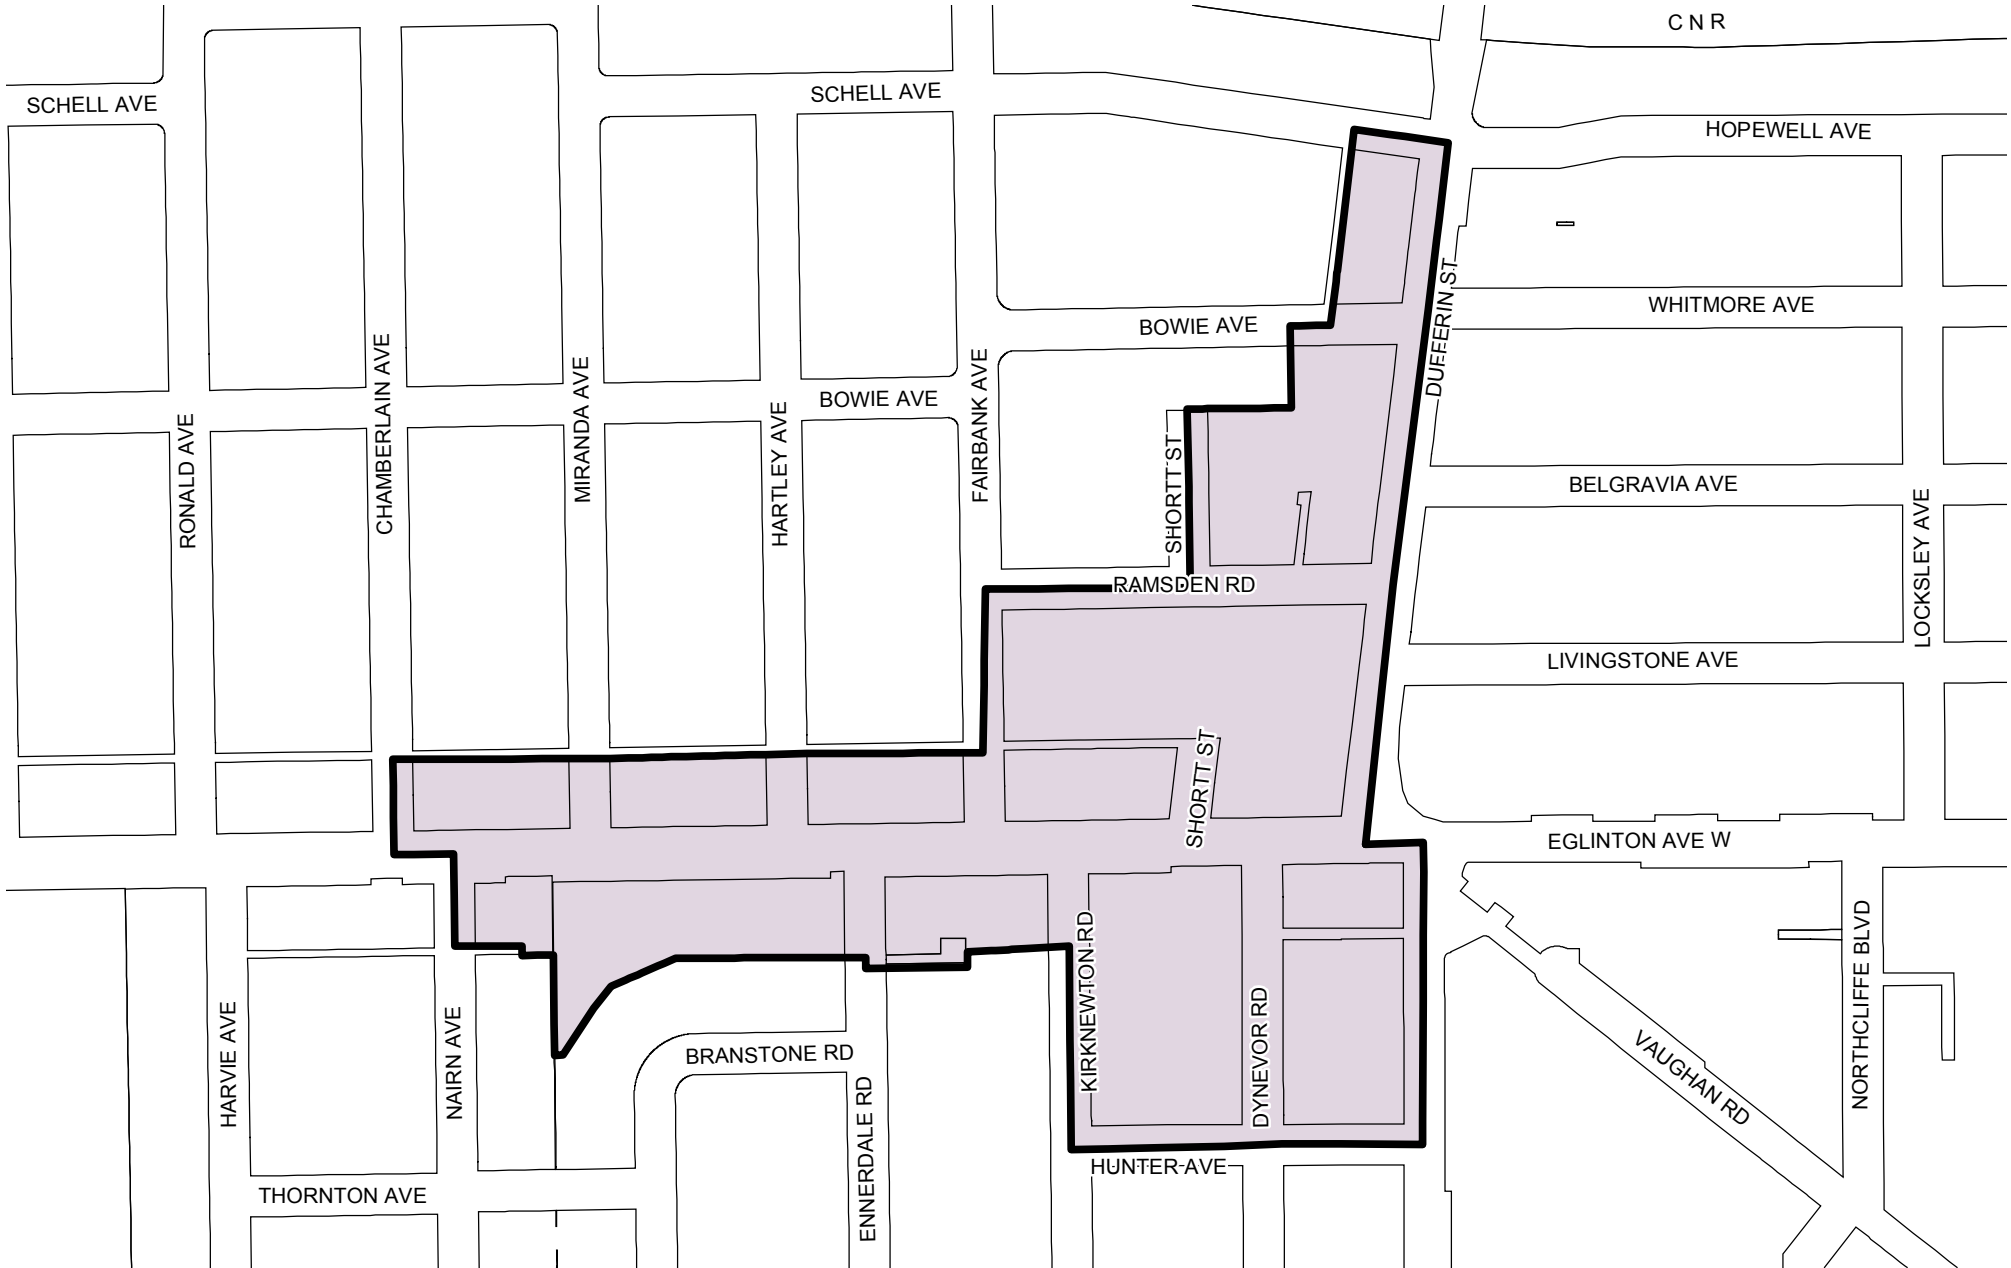 C N R
SCHELL AVE
SCHELL AVE
HOPEWELL AVE
WHITMORE AVE
BOWIE AVE
DUFFERIN ST
BOWIE AVE
CHAMBERLAIN AVE
MIRANDA AVE
FAIRBANK AVE
HARTLEY AVE
RONALD AVE
SHORTT ST
BELGRAVIA AVE
LOCKSLEY AVE
RAMSDEN RD
LIVINGSTONE AVE
SHORTT ST
EGLINTON AVE W
KIRKNEWTON RD
NORTHCLIFFE BLVD
DYNEVOR RD
HARVIE AVE
NAIRN AVE
BRANSTONE RD
VAUGHAN RD
ENNERDALE RD
HUNTER AVE
THORNTON AVE